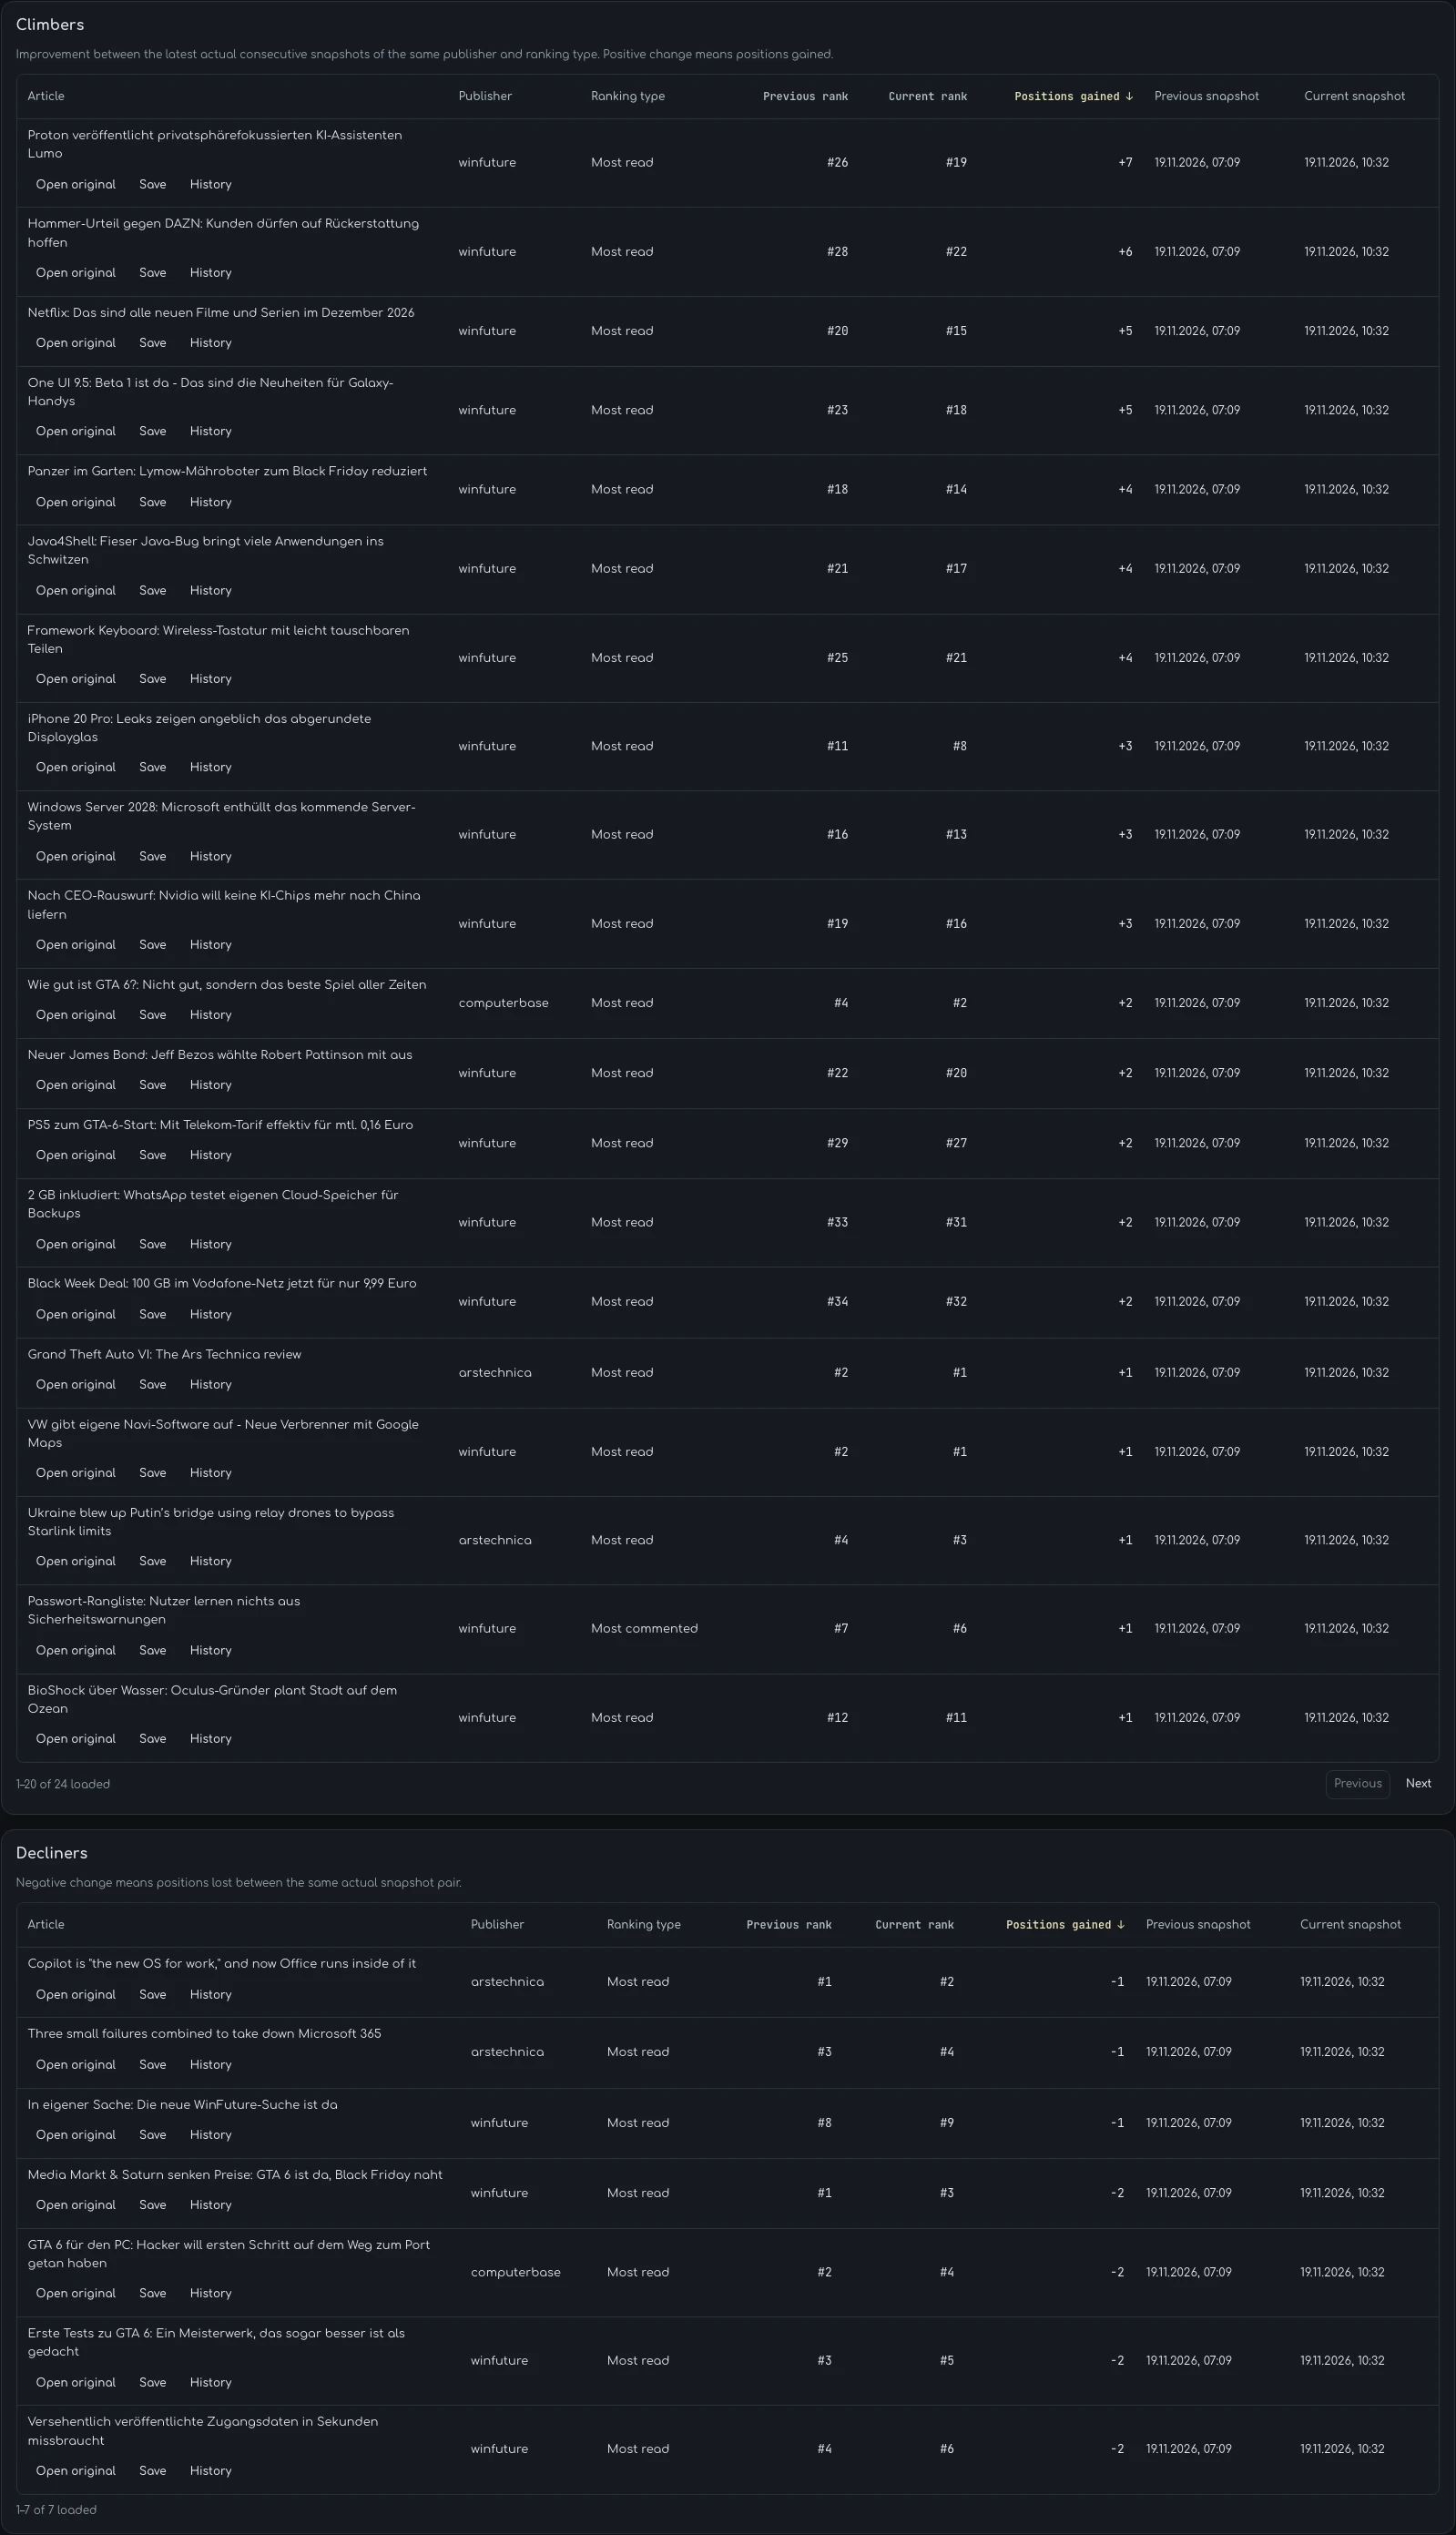 Climbers
Improvement between the latest actual consecutive snapshots of the same publisher and ranking type. Positive change means positions gained.
Article Publisher Ranking type Previous rank Current rank Positions gained ↓ Previous snapshot Current snapshot
Proton veröffentlicht privatsphärefokussierten KI-Assistenten
Lumo
winfuture Most read #26 #19 +7 19.11.2026, 07:09 19.11.2026, 10:32
Open original Save History
Hammer-Urteil gegen DAZN: Kunden dürfen auf Rückerstattung
hoffen
winfuture Most read #28 #22 +6 19.11.2026, 07:09 19.11.2026, 10:32
Open original Save History
Netflix: Das sind alle neuen Filme und Serien im Dezember 2026
winfuture Most read #20 #15 +5 19.11.2026, 07:09 19.11.2026, 10:32
Open original Save History
One UI 9.5: Beta 1 ist da - Das sind die Neuheiten für Galaxy-
Handys
winfuture Most read #23 #18 +5 19.11.2026, 07:09 19.11.2026, 10:32
Open original Save History
Panzer im Garten: Lymow-Mähroboter zum Black Friday reduziert
winfuture Most read #18 #14 +4 19.11.2026, 07:09 19.11.2026, 10:32
Open original Save History
Java4Shell: Fieser Java-Bug bringt viele Anwendungen ins
Schwitzen
winfuture Most read #21 #17 +4 19.11.2026, 07:09 19.11.2026, 10:32
Open original Save History
Framework Keyboard: Wireless-Tastatur mit leicht tauschbaren
Teilen
winfuture Most read #25 #21 +4 19.11.2026, 07:09 19.11.2026, 10:32
Open original Save History
iPhone 20 Pro: Leaks zeigen angeblich das abgerundete
Displayglas
winfuture Most read #11 #8 +3 19.11.2026, 07:09 19.11.2026, 10:32
Open original Save History
Windows Server 2028: Microsoft enthüllt das kommende Server-
System
winfuture Most read #16 #13 +3 19.11.2026, 07:09 19.11.2026, 10:32
Open original Save History
Nach CEO-Rauswurf: Nvidia will keine KI-Chips mehr nach China
liefern
winfuture Most read #19 #16 +3 19.11.2026, 07:09 19.11.2026, 10:32
Open original Save History
Wie gut ist GTA 6?: Nicht gut, sondern das beste Spiel aller Zeiten
computerbase Most read #4 #2 +2 19.11.2026, 07:09 19.11.2026, 10:32
Open original Save History
Neuer James Bond: Jeff Bezos wählte Robert Pattinson mit aus
winfuture Most read #22 #20 +2 19.11.2026, 07:09 19.11.2026, 10:32
Open original Save History
PS5 zum GTA-6-Start: Mit Telekom-Tarif effektiv für mtl. 0,16 Euro
winfuture Most read #29 #27 +2 19.11.2026, 07:09 19.11.2026, 10:32
Open original Save History
2 GB inkludiert: WhatsApp testet eigenen Cloud-Speicher für
Backups
winfuture Most read #33 #31 +2 19.11.2026, 07:09 19.11.2026, 10:32
Open original Save History
Black Week Deal: 100 GB im Vodafone-Netz jetzt für nur 9,99 Euro
winfuture Most read #34 #32 +2 19.11.2026, 07:09 19.11.2026, 10:32
Open original Save History
Grand Theft Auto VI: The Ars Technica review
arstechnica Most read #2 #1 +1 19.11.2026, 07:09 19.11.2026, 10:32
Open original Save History
VW gibt eigene Navi-Software auf - Neue Verbrenner mit Google
Maps
winfuture Most read #2 #1 +1 19.11.2026, 07:09 19.11.2026, 10:32
Open original Save History
Ukraine blew up Putin's bridge using relay drones to bypass
Starlink limits
arstechnica Most read #4 #3 +1 19.11.2026, 07:09 19.11.2026, 10:32
Open original Save History
Passwort-Rangliste: Nutzer lernen nichts aus
Sicherheitswarnungen
winfuture Most commented #7 #6 +1 19.11.2026, 07:09 19.11.2026, 10:32
Open original Save History
BioShock über Wasser: Oculus-Gründer plant Stadt auf dem
Ozean
winfuture Most read #12 #11 +1 19.11.2026, 07:09 19.11.2026, 10:32
Open original Save History
1–20 of 24 loaded Previous Next
Decliners
Negative change means positions lost between the same actual snapshot pair.
Article Publisher Ranking type Previous rank Current rank Positions gained ↓ Previous snapshot Current snapshot
Copilot is "the new OS for work," and now Office runs inside of it
arstechnica Most read #1 #2 -1 19.11.2026, 07:09 19.11.2026, 10:32
Open original Save History
Three small failures combined to take down Microsoft 365
arstechnica Most read #3 #4 -1 19.11.2026, 07:09 19.11.2026, 10:32
Open original Save History
In eigener Sache: Die neue WinFuture-Suche ist da
winfuture Most read #8 #9 -1 19.11.2026, 07:09 19.11.2026, 10:32
Open original Save History
Media Markt & Saturn senken Preise: GTA 6 ist da, Black Friday naht
winfuture Most read #1 #3 -2 19.11.2026, 07:09 19.11.2026, 10:32
Open original Save History
GTA 6 für den PC: Hacker will ersten Schritt auf dem Weg zum Port
getan haben
computerbase Most read #2 #4 -2 19.11.2026, 07:09 19.11.2026, 10:32
Open original Save History
Erste Tests zu GTA 6: Ein Meisterwerk, das sogar besser ist als
gedacht
winfuture Most read #3 #5 -2 19.11.2026, 07:09 19.11.2026, 10:32
Open original Save History
Versehentlich veröffentlichte Zugangsdaten in Sekunden
missbraucht
winfuture Most read #4 #6 -2 19.11.2026, 07:09 19.11.2026, 10:32
Open original Save History
1–7 of 7 loaded